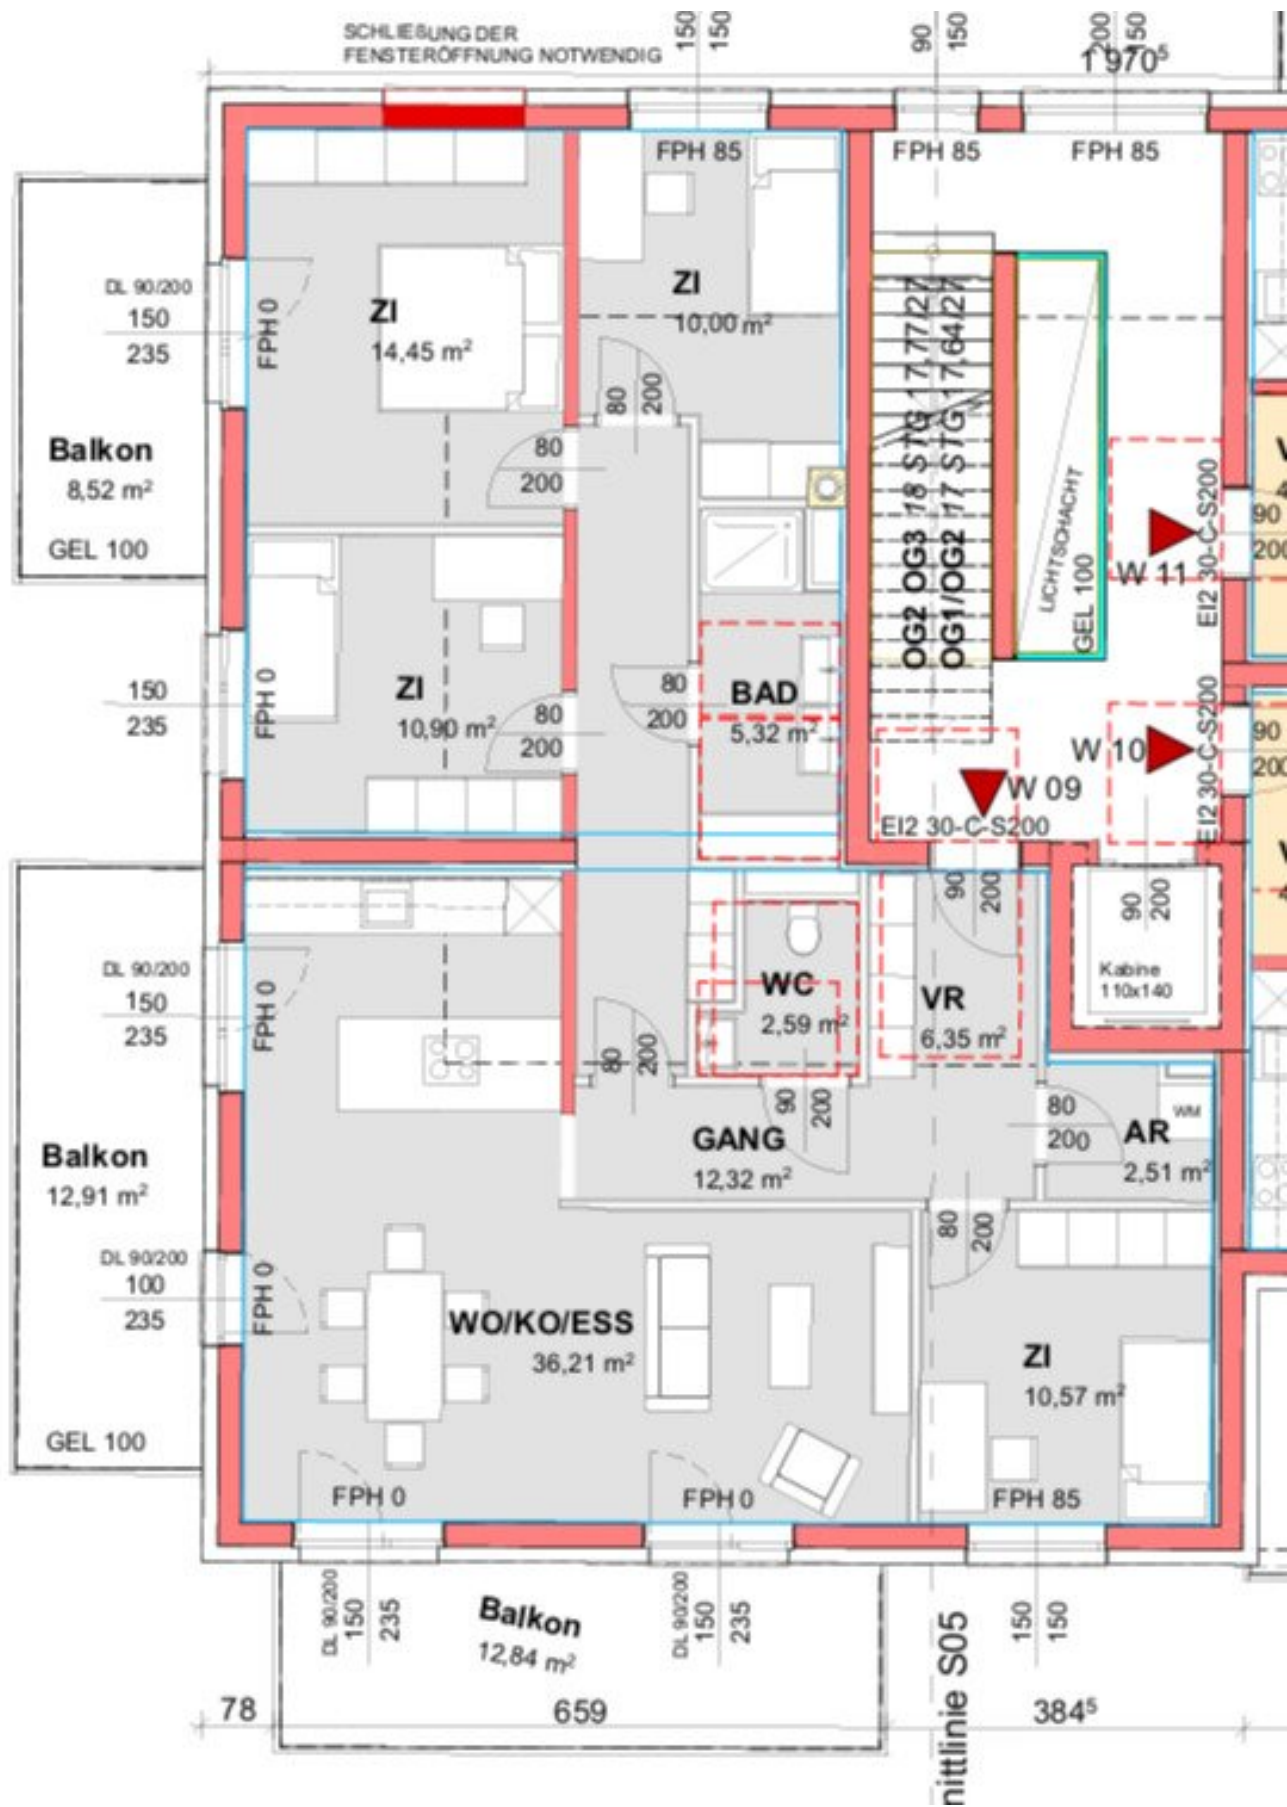 SCHLIEßUNG DER
FENSTERÖFFNUNG NOTWENDIG
150
150
90
150
200
150
1 970⁵
FPH 85
FPH 85
FPH 85
DL 90/200
150
235
FPH 0
ZI
14,45 m²
ZI
10,00 m²
80
200
80
200
Balkon
8,52 m²
GEL 100
OG2 OG3 18 STG 17,77/27
OG1/OG2 17 STG 17,64/27
LICHTSCHACHT
GEL 100
W 11
EI2 30-C-S200
90
200
150
235
FPH 0
ZI
10,90 m²
80
200
80
200
BAD
5,32 m²
W 10
EI2 30-C-S200
90
200
W 09
EI2 30-C-S200
90
200
90
200
Kabine
110x140
DL 90/200
150
235
FPH 0
WC
2,59 m²
VR
6,35 m²
80
200
90
200
GANG
12,32 m²
80
200
AR
2,51 m²
WM
Balkon
12,91 m²
DL 90/200
100
235
FPH 0
80
200
WO/KO/ESS
36,21 m²
ZI
10,57 m²
GEL 100
FPH 0
FPH 0
FPH 85
DL 90/200
150
235
Balkon
12,84 m²
DL 90/200
150
235
150
150
nittlinie S05
78
659
384⁵